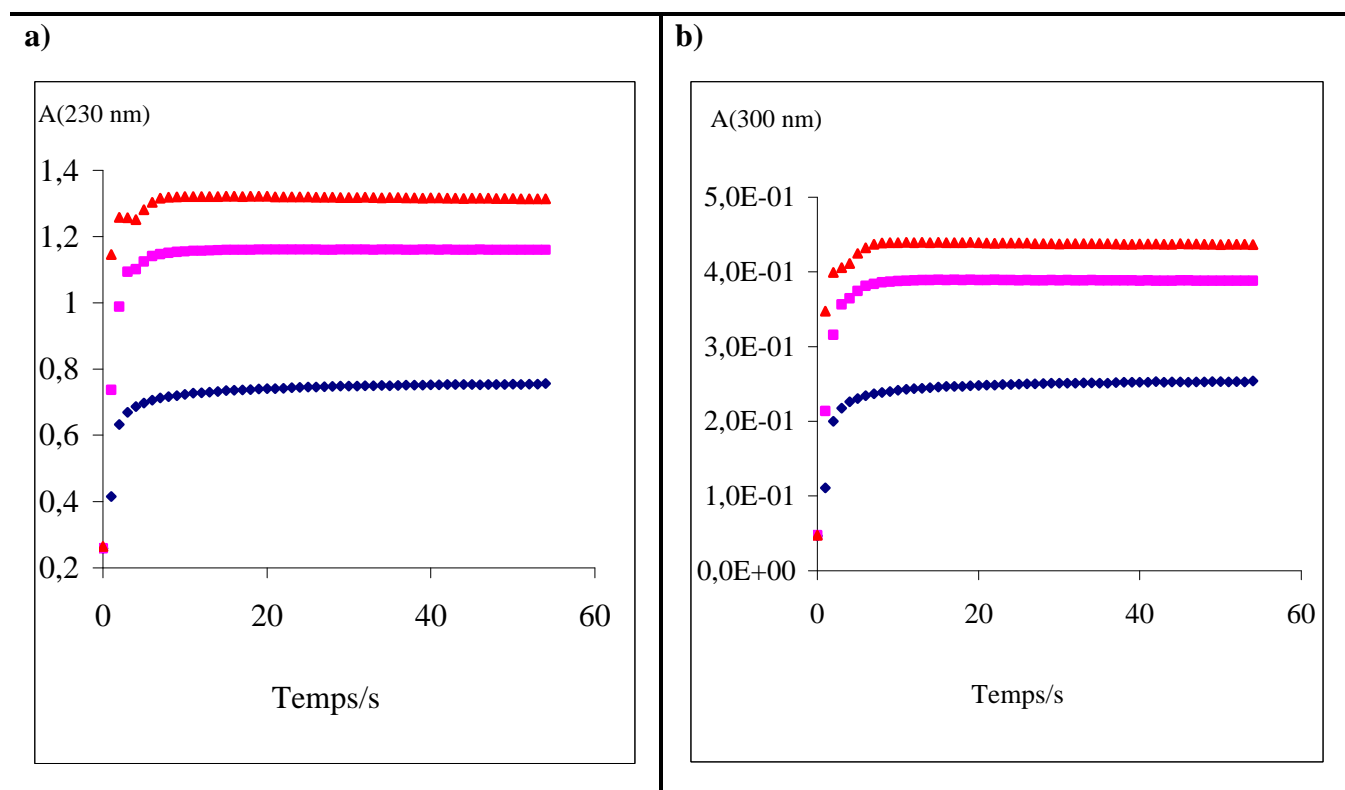 a)
A(230 nm)
1,4
1,2
1
0,8
0,6
0,4
0,2
0 20 40 60
Temps/s
b)
A(300 nm)
5,0E-01
4,0E-01
3,0E-01
2,0E-01
1,0E-01
0,0E+00
0 20 40 60
Temps/s